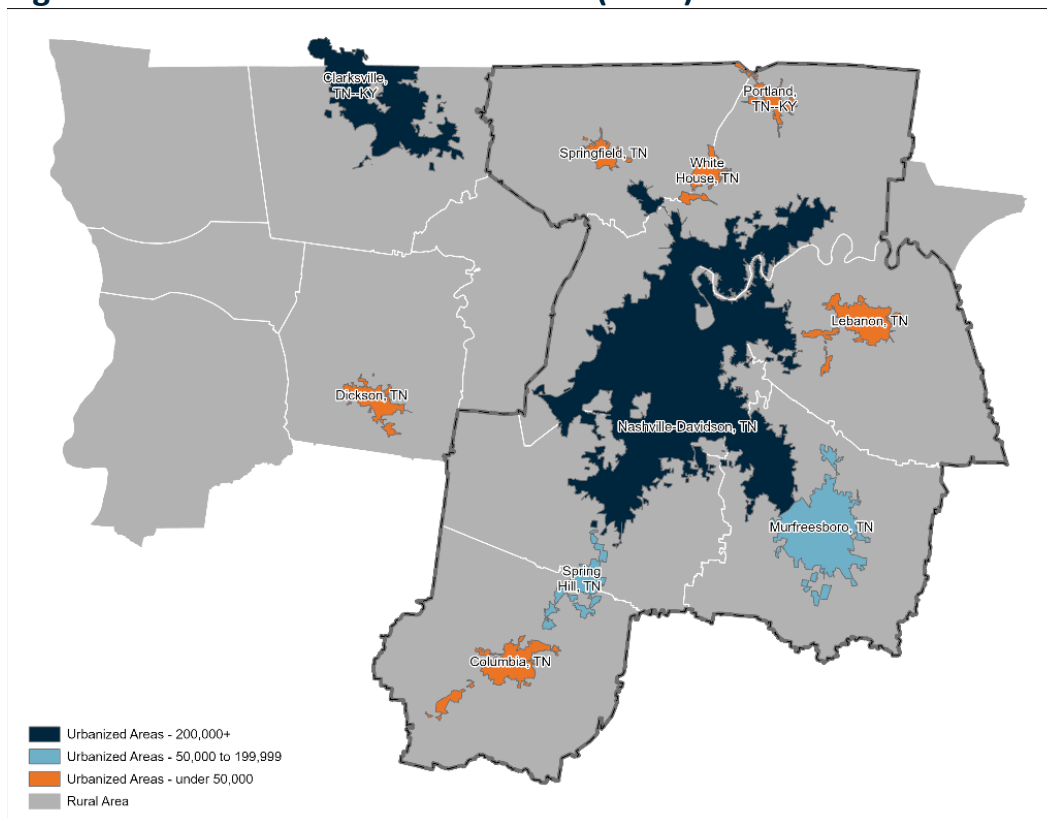 Clarksville,
TN--KY
Portland,
TN--KY
Springfield, TN
White
House, TN
Lebanon, TN
Dickson, TN
Nashville-Davidson, TN
Murfreesboro, TN
Spring
Hill, TN
Columbia, TN
Urbanized Areas - 200,000+
Urbanized Areas - 50,000 to 199,999
Urbanized Areas - under 50,000
Rural Area